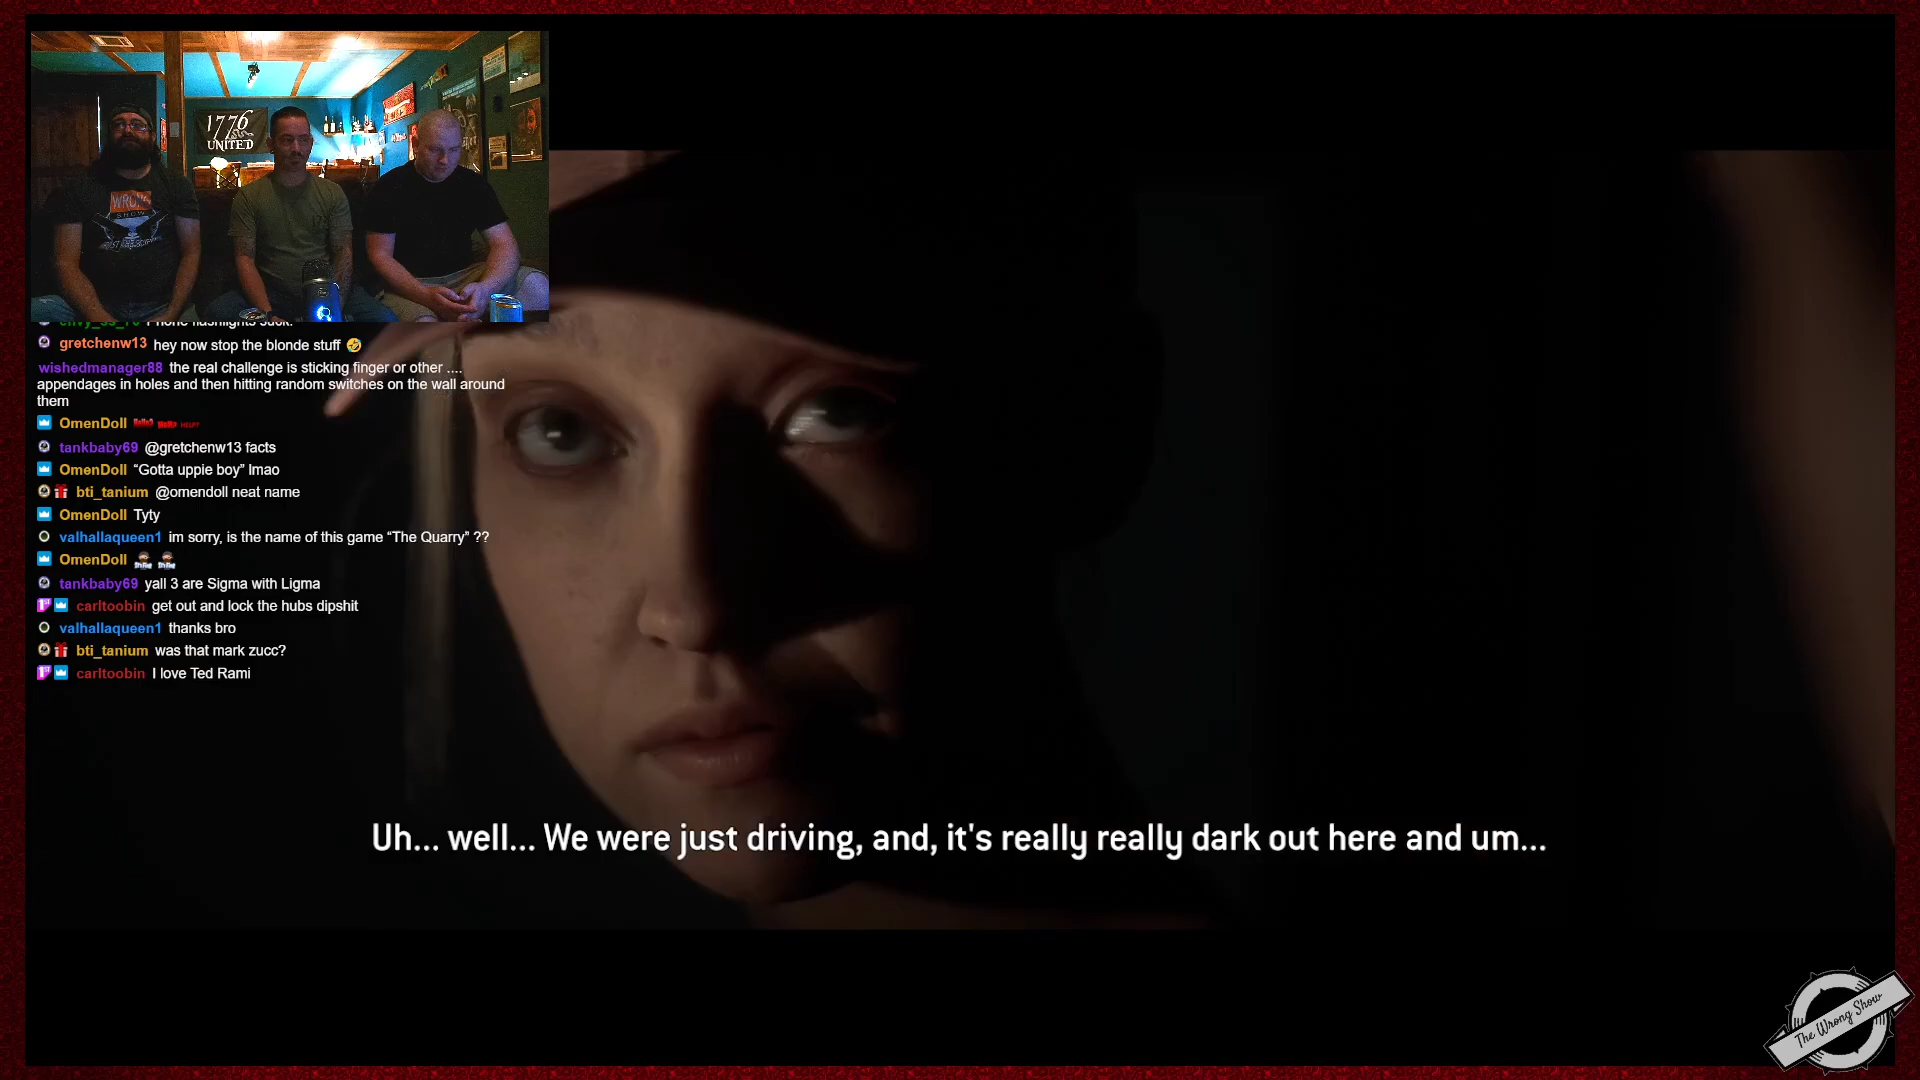 1776
UNITED
WRONG
SHOW
Phone flashlights suck.
gretchenw13 hey now stop the blonde stuff 🤣
wishedmanager88 the real challenge is sticking finger or other ....
appendages in holes and then hitting random switches on the wall around
them
OmenDoll
tankbaby69 @gretchenw13 facts
OmenDoll “Gotta uppie boy” lmao
bti_tanium @omendoll neat name
OmenDoll Tyty
valhallaqueen1 im sorry, is the name of this game “The Quarry” ??
OmenDoll
tankbaby69 yall 3 are Sigma with Ligma
carltoobin get out and lock the hubs dipshit
valhallaqueen1 thanks bro
bti_tanium was that mark zucc?
carltoobin I love Ted Rami
Uh... well... We were just driving, and, it's really really dark out here and um...
The Wrong Show